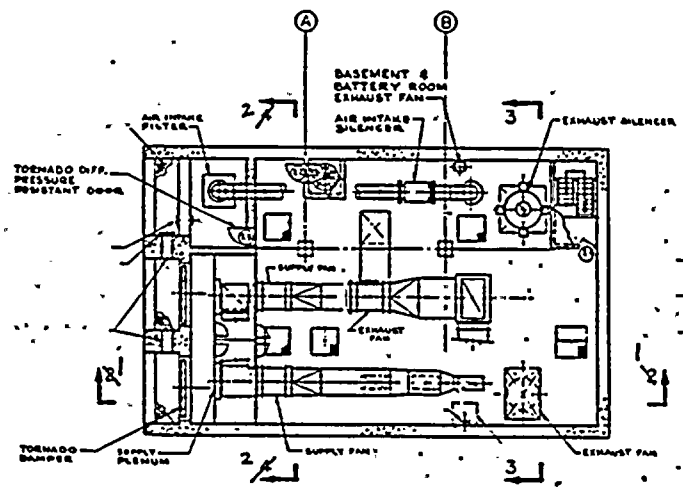 A
B
BASEMENT &
BATTERY ROOM
EXHAUST FAN
2
3
AIR INTAKE
FILTER
AIR INTAKE
SILENCER
EXHAUST SILENCER
TORNADO DIFF.
PRESSURE
RESISTANT DOOR
SUPPLY FAN
EXHAUST
FAN
2
2
TORNADO
DAMPER
SUPPLY
PLENUM
2
SUPPLY FAN
3
EXHAUST FAN